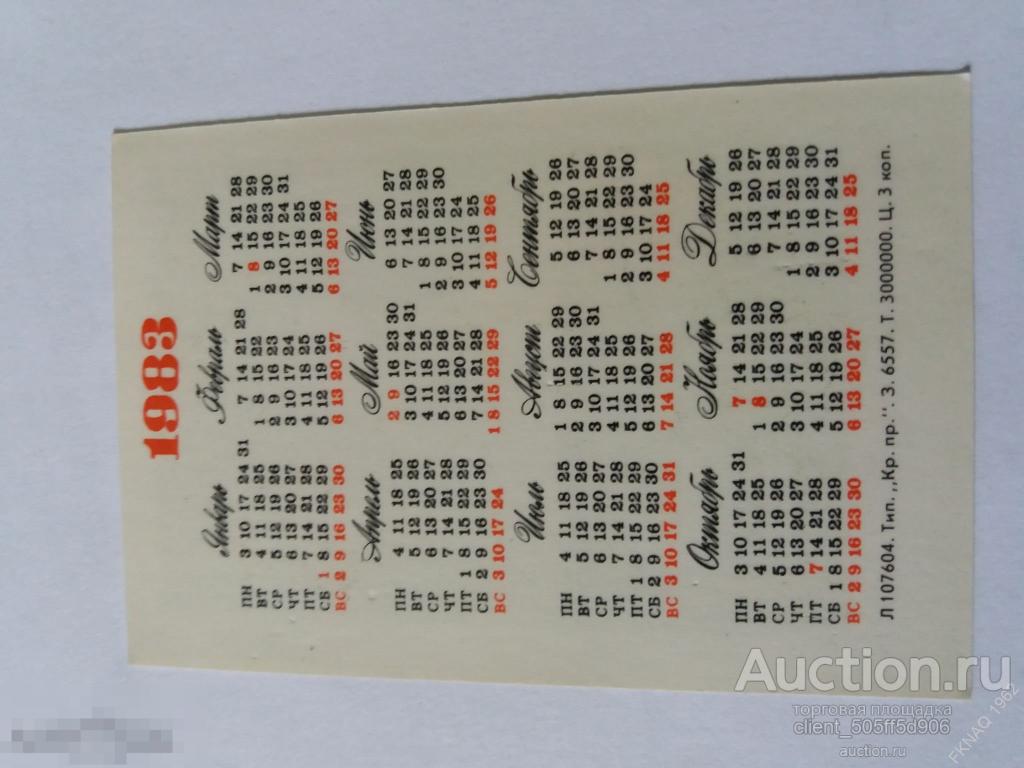 1983
Январь Февраль Март
ПН 3 10 17 24 31 7 14 21 28 7 14 21 28
ВТ 4 11 18 25 1 8 15 22 1 8 15 22 29
СР 5 12 19 26 2 9 16 23 2 9 16 23 30
ЧТ 6 13 20 27 3 10 17 24 3 10 17 24 31
ПТ 7 14 21 28 4 11 18 25 4 11 18 25
СБ 1 8 15 22 29 5 12 19 26 5 12 19 26
ВС 2 9 16 23 30 6 13 20 27 6 13 20 27
Апрель Май Июнь
ПН 4 11 18 25 2 9 16 23 30 6 13 20 27
ВТ 5 12 19 26 3 10 17 24 31 7 14 21 28
СР 6 13 20 27 4 11 18 25 1 8 15 22 29
ЧТ 7 14 21 28 5 12 19 26 2 9 16 23 30
ПТ 1 8 15 22 29 6 13 20 27 3 10 17 24
СБ 2 9 16 23 30 7 14 21 28 4 11 18 25
ВС 3 10 17 24 1 8 15 22 29 5 12 19 26
Июль Август Сентябрь
ПН 4 11 18 25 1 8 15 22 29 5 12 19 26
ВТ 5 12 19 26 2 9 16 23 30 6 13 20 27
СР 6 13 20 27 3 10 17 24 31 7 14 21 28
ЧТ 7 14 21 28 4 11 18 25 1 8 15 22 29
ПТ 1 8 15 22 29 5 12 19 26 2 9 16 23 30
СБ 2 9 16 23 30 6 13 20 27 3 10 17 24
ВС 3 10 17 24 31 7 14 21 28 4 11 18 25
Октябрь Ноябрь Декабрь
ПН 3 10 17 24 31 7 14 21 28 5 12 19 26
ВТ 4 11 18 25 1 8 15 22 29 6 13 20 27
СР 5 12 19 26 2 9 16 23 30 7 14 21 28
ЧТ 6 13 20 27 3 10 17 24 1 8 15 22 29
ПТ 7 14 21 28 4 11 18 25 2 9 16 23 30
СБ 1 8 15 22 29 5 12 19 26 3 10 17 24 31
ВС 2 9 16 23 30 6 13 20 27 4 11 18 25
Л 107604. Тип. „Кр. пр.". З. 6557. Т. 3000000. Ц. 3 коп.
Auction.ru
торговая площадка
client_505ff5d906
auction.ru
FKNAQ 1962